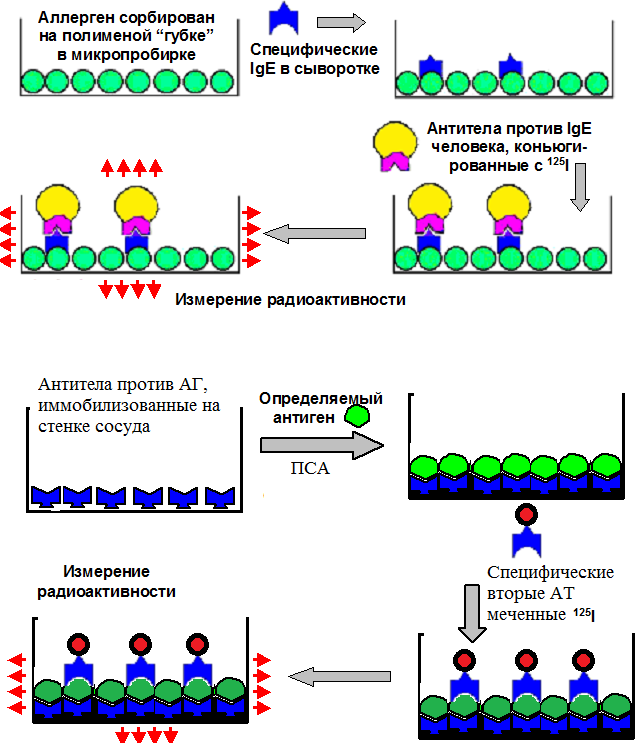 Аллерген сорбирован
на полименой “губке”
в микропробирке
Специфические
IgE в сыворотке
Антитела против IgE
человека, коньюги-
рованные с ¹²⁵I
Измерение радиоактивности
Антитела против АГ,
иммобилизованные на
стенке сосуда
Определяемый
антиген
ПСА
Специфические
вторые АТ
меченные ¹²⁵I
Измерение
радиоактивности